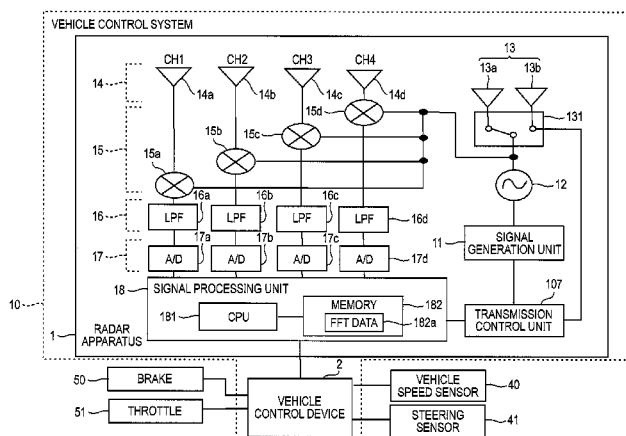 VEHICLE CONTROL SYSTEM
CH1 CH2 CH3 CH4
13
13a 13b
14
14a 14b 14c 14d
131
15
15a 15b 15c 15d
12
16
16a 16b 16c 16d
LPF LPF LPF LPF
11
SIGNAL GENERATION UNIT
17
17a 17b 17c 17d
A/D A/D A/D A/D
18
SIGNAL PROCESSING UNIT
181
CPU
MEMORY
182
FFT DATA
182a
107
TRANSMISSION CONTROL UNIT
10
1
RADAR APPARATUS
2
VEHICLE CONTROL DEVICE
50
BRAKE
51
THROTTLE
VEHICLE SPEED SENSOR
40
STEERING SENSOR
41